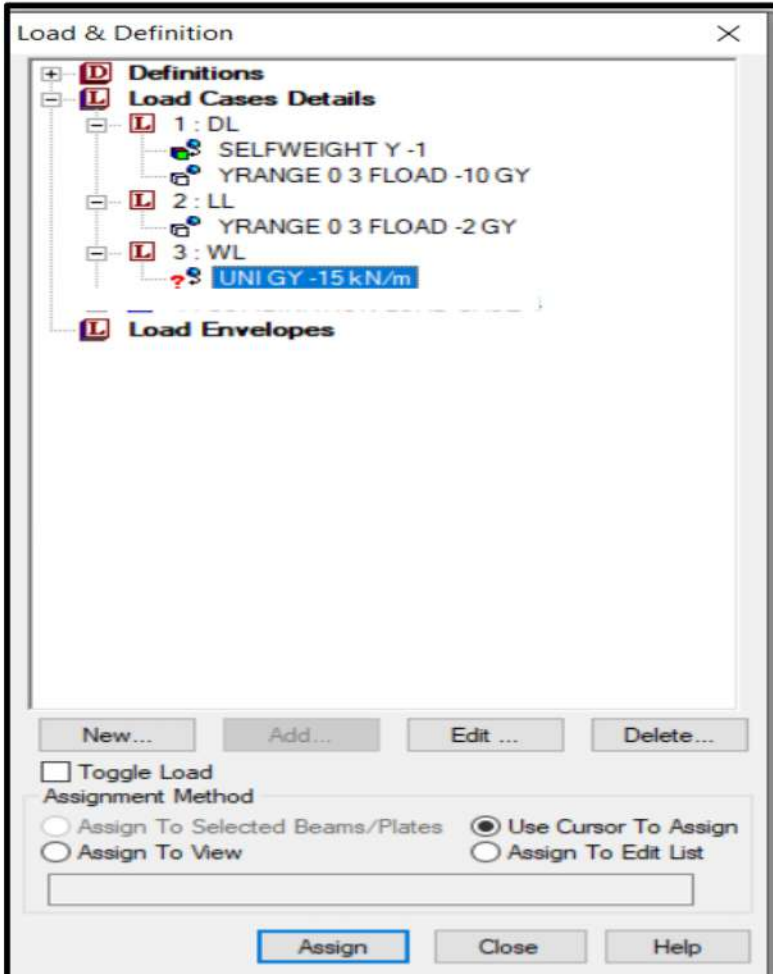 Load & Definition
Definitions
Load Cases Details
1 : DL
SELFWEIGHT Y -1
YRANGE 0 3 FLOAD -10 GY
2 : LL
YRANGE 0 3 FLOAD -2 GY
3 : WL
UNI GY -15 kN/m
Load Envelopes
New... Add... Edit ... Delete...
Toggle Load
Assignment Method
Assign To Selected Beams/Plates Use Cursor To Assign
Assign To View Assign To Edit List
Assign Close Help